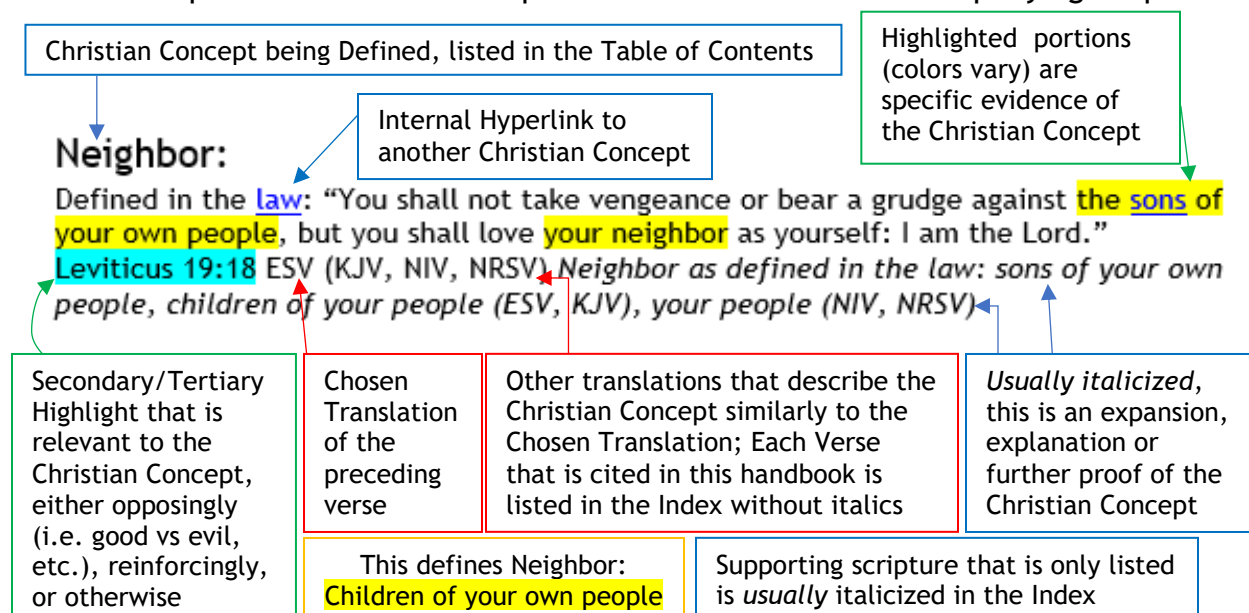 Christian Concept being Defined, listed in the Table of Contents
Highlighted portions
(colors vary) are
specific evidence of
the Christian Concept
Internal Hyperlink to
another Christian Concept
Neighbor:
Defined in the law: “You shall not take vengeance or bear a grudge against the sons of
your own people, but you shall love your neighbor as yourself: I am the Lord.”
Leviticus 19:18 ESV (KJV, NIV, NRSV) Neighbor as defined in the law: sons of your own
people, children of your people (ESV, KJV), your people (NIV, NRSV)
Secondary/Tertiary
Highlight that is
relevant to the
Christian Concept,
either opposingly
(i.e. good vs evil,
etc.), reinforcingly,
or otherwise
Chosen
Translation
of the
preceding
verse
Other translations that describe the
Christian Concept similarly to the
Chosen Translation; Each Verse
that is cited in this handbook is
listed in the Index without italics
Usually italicized,
this is an expansion,
explanation or
further proof of the
Christian Concept
This defines Neighbor:
Children of your own people
Supporting scripture that is only listed
is usually italicized in the Index